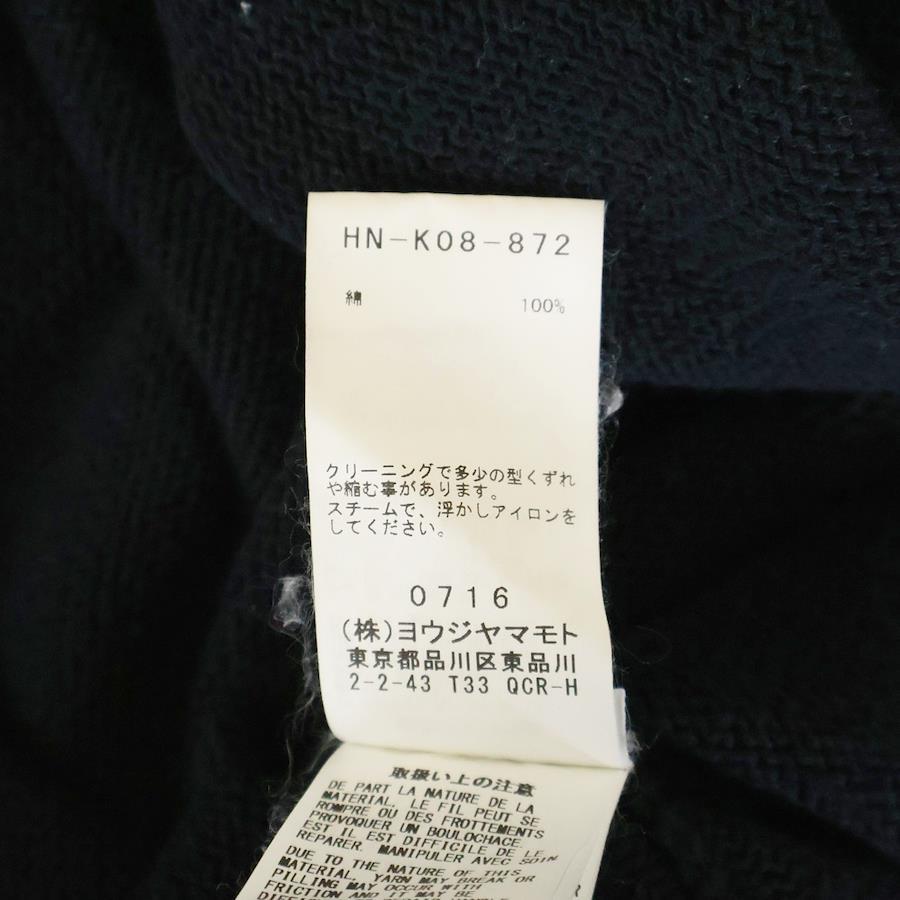 HN-K08-872
綿 100%
クリーニングで多少の型くずれ
や縮む事があります。
スチームで、浮かしアイロンを
してください。
0716
(株)ヨウジヤマモト
東京都品川区東品川
2-2-43 T33 QCR-H
取扱い上の注意
DE PART LA NATURE DE LA
MATERIAL, LE FIL PEUT SE
ROMPRE OU DES FROTTEMENTS
PROVOQUER UN BOULOCHACE.
EST IL EST DIFFICILE DE LE
REPARER. MANIPULER AVEC SOIN
DUE TO THE NATURE OF THIS
MATERIAL, YARN MAY BREAK OR
PILLING MAY OCCUR WITH
FRICTION AND IT MAY BE